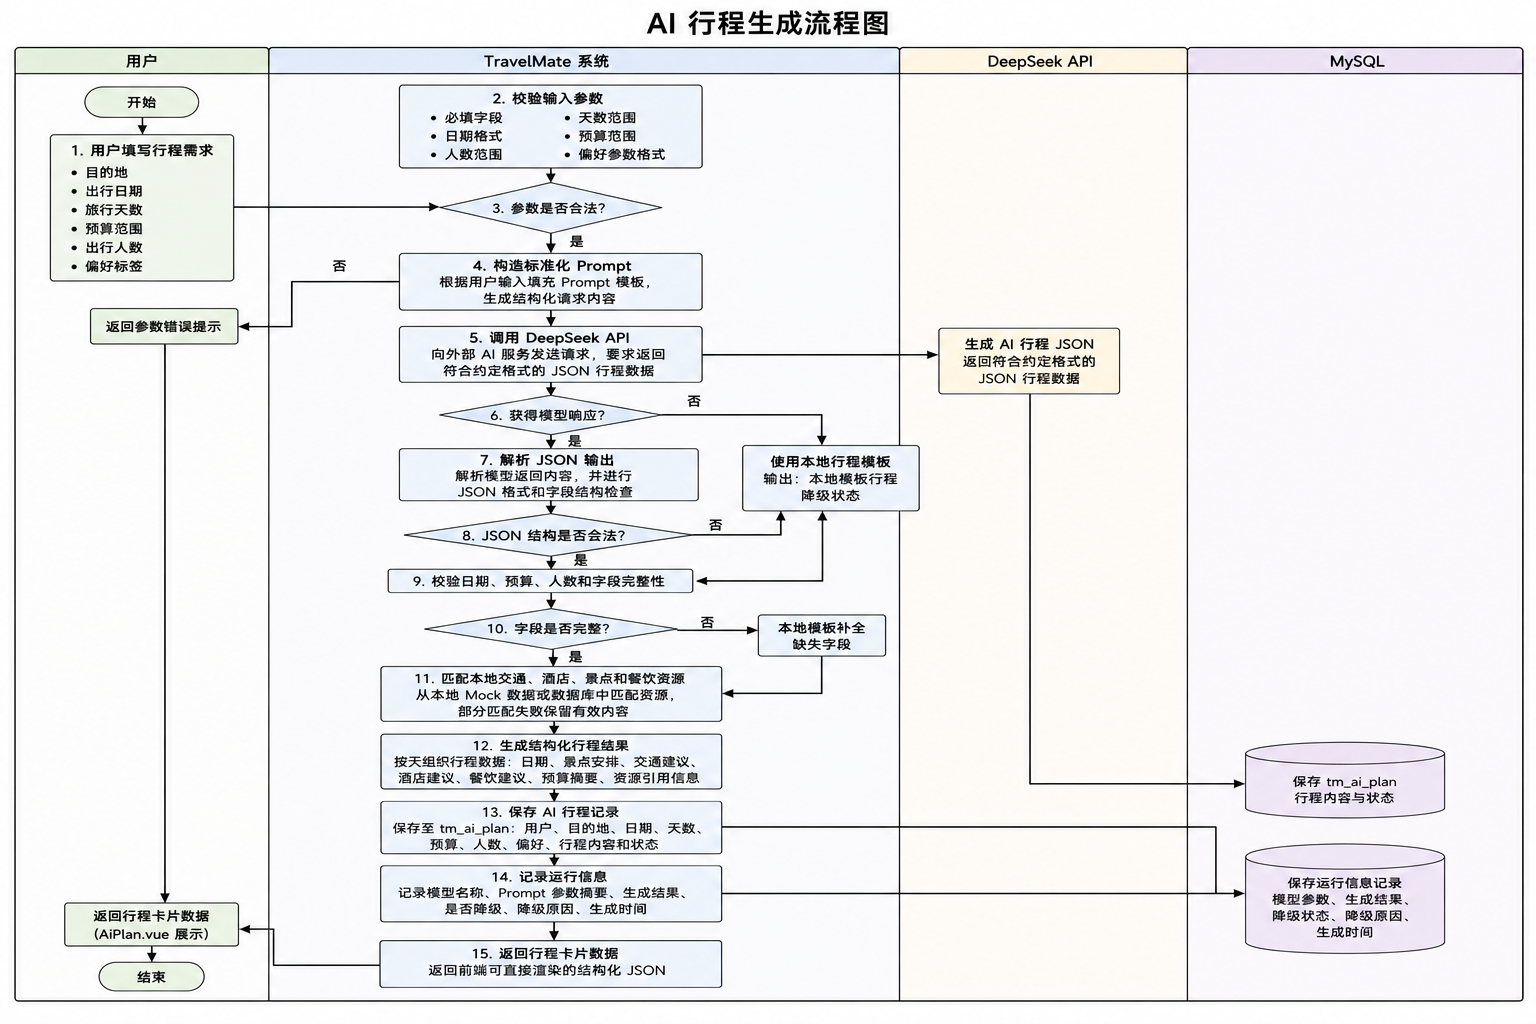 AI 行程生成流程图
用户
TravelMate 系统
DeepSeek API
MySQL
开始
1. 用户填写行程需求
• 目的地
• 出行日期
• 旅行天数
• 预算范围
• 出行人数
• 偏好标签
2. 校验输入参数
• 必填字段
• 天数范围
• 日期格式
• 预算范围
• 人数范围
• 偏好参数格式
3. 参数是否合法?
是
否
4. 构造标准化 Prompt
根据用户输入填充 Prompt 模板，
生成结构化请求内容
返回参数错误提示
5. 调用 DeepSeek API
向外部 AI 服务发送请求，要求返回
符合约定格式的 JSON 行程数据
生成 AI 行程 JSON
返回符合约定格式的
JSON 行程数据
6. 获得模型响应?
否
是
7. 解析 JSON 输出
解析模型返回内容，并进行
JSON 格式和字段结构检查
使用本地行程模板
输出：本地模板行程
降级状态
8. JSON 结构是否合法?
否
是
9. 校验日期、预算、人数和字段完整性
10. 字段是否完整?
否
是
本地模板补全
缺失字段
11. 匹配本地交通、酒店、景点和餐饮资源
从本地 Mock 数据或数据库中匹配资源，
部分匹配失败保留有效内容
12. 生成结构化行程结果
按天组织行程数据：日期、景点安排、交通建议、
酒店建议、餐饮建议、预算摘要、资源引用信息
保存 tm_ai_plan
行程内容与状态
13. 保存 AI 行程记录
保存至 tm_ai_plan：用户、目的地、日期、天数、
预算、人数、偏好、行程内容和状态
14. 记录运行信息
记录模型名称、Prompt 参数摘要、生成结果、
是否降级、降级原因、生成时间
保存运行信息记录
模型参数、生成结果、
降级状态、降级原因、
生成时间
返回行程卡片数据
（AiPlan.vue 展示）
15. 返回行程卡片数据
返回前端可直接渲染的结构化 JSON
结束